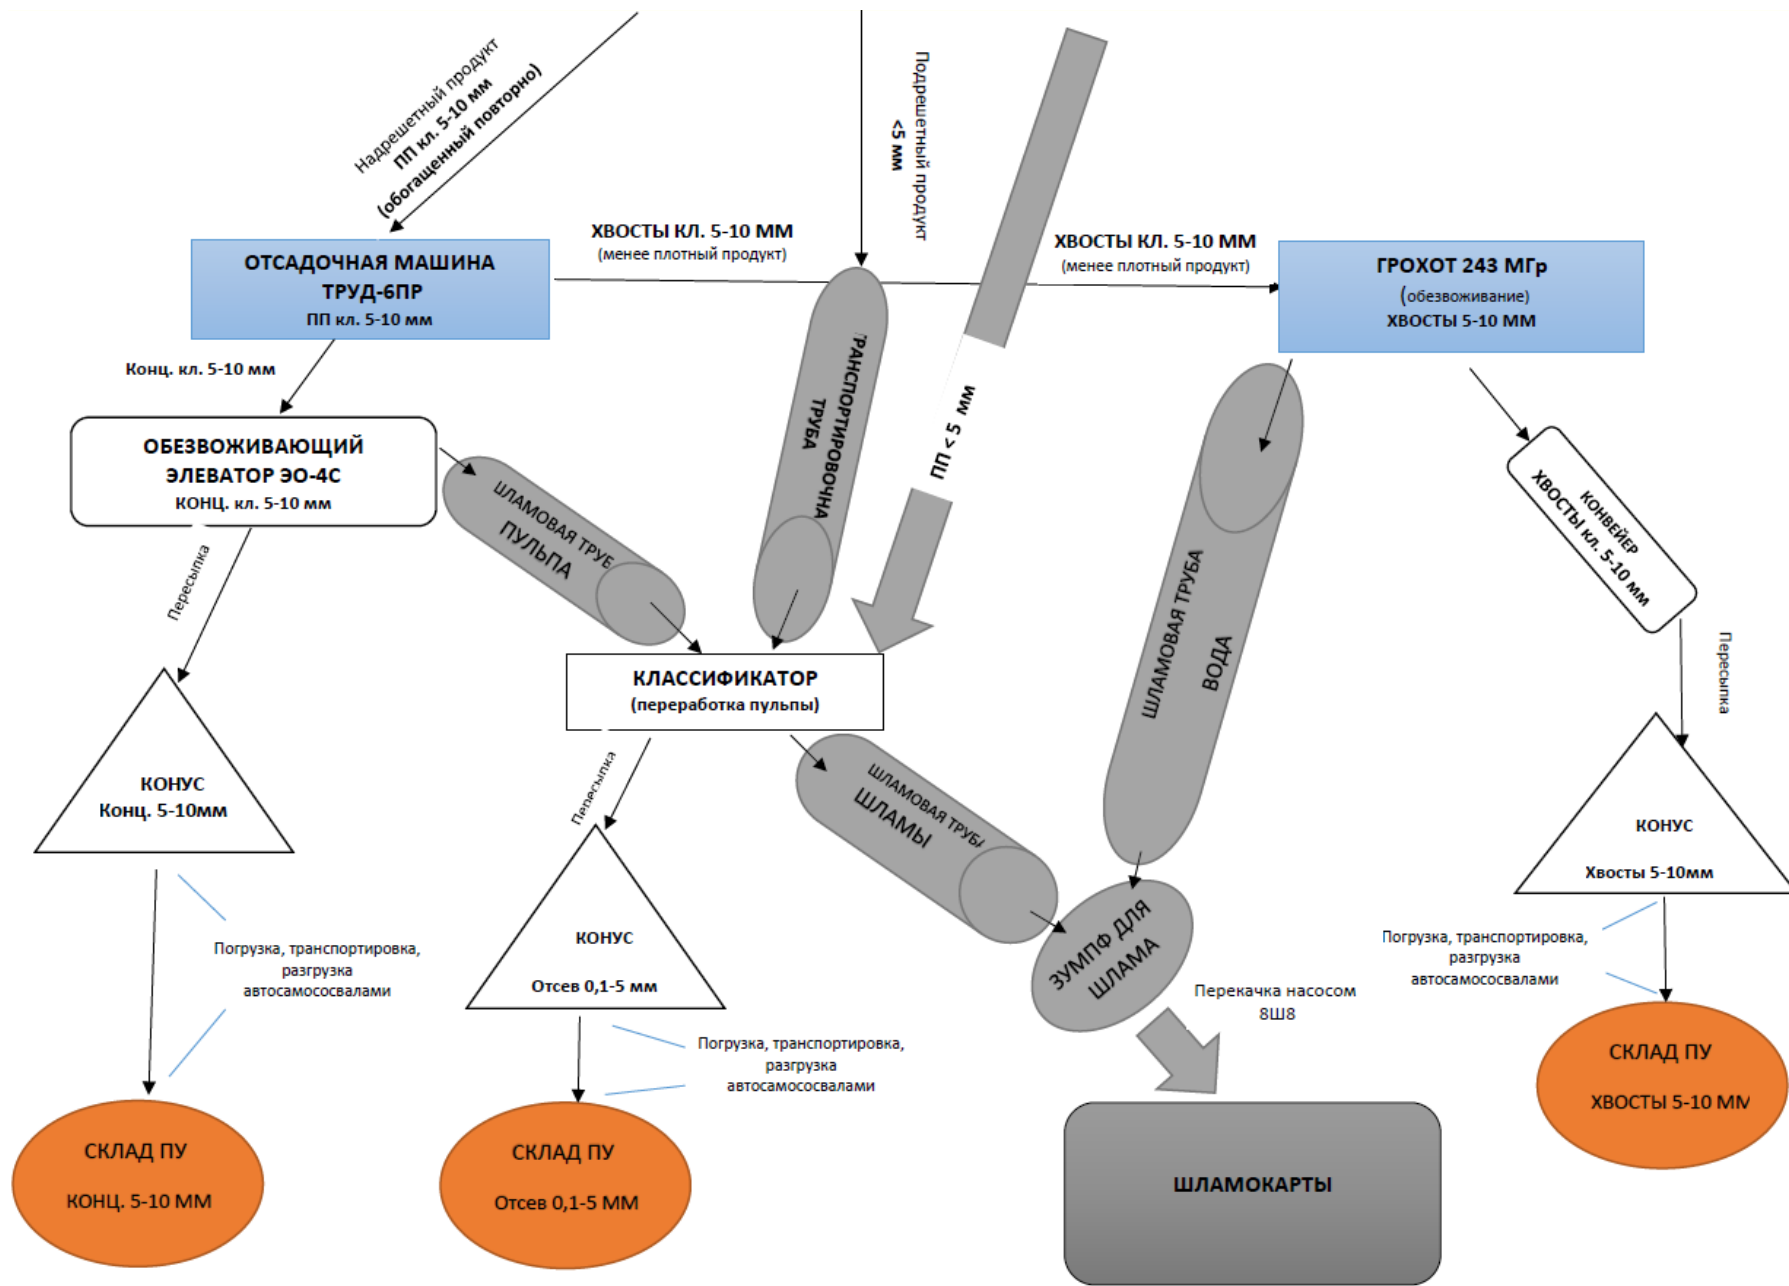 Надрешетный продукт
ПП кл. 5-10 мм
(обогащенный повторно)
Подрешетный продукт
<5 мм
ОТСАДОЧНАЯ МАШИНА
ТРУД-6ПР
ПП кл. 5-10 мм
ХВОСТЫ КЛ. 5-10 ММ
(менее плотный продукт)
ХВОСТЫ КЛ. 5-10 ММ
(менее плотный продукт)
ГРОХОТ 243 МГр
(обезвоживание)
ХВОСТЫ 5-10 ММ
Конц. кл. 5-10 мм
ТРАНСПОРТИРОВОЧНА
ТРУБА
ПП < 5 мм
ОБЕЗВОЖИВАЮЩИЙ
ЭЛЕВАТОР ЭО-4С
КОНЦ. кл. 5-10 мм
ШЛАМОВАЯ ТРУБ
ПУЛЬПА
КОНВЕЙЕР
ХВОСТЫ кл. 5-10 мм
Пересыпка
ШЛАМОВАЯ ТРУБА
ВОДА
Пересыпка
КЛАССИФИКАТОР
(переработка пульпы)
Пересыпка
ШЛАМОВАЯ ТРУБА
ШЛАМЫ
КОНУС
Конц. 5-10мм
КОНУС
Хвосты 5-10мм
КОНУС
Отсев 0,1-5 мм
ЗУМПФ ДЛЯ
ШЛАМА
Погрузка, транспортировка,
разгрузка
автосамососвалами
Погрузка, транспортировка,
разгрузка
автосамососвалами
Перекачка насосом
8Ш8
Погрузка, транспортировка,
разгрузка
автосамососвалами
СКЛАД ПУ
ХВОСТЫ 5-10 ММ
СКЛАД ПУ
КОНЦ. 5-10 ММ
СКЛАД ПУ
Отсев 0,1-5 ММ
ШЛАМОКАРТЫ